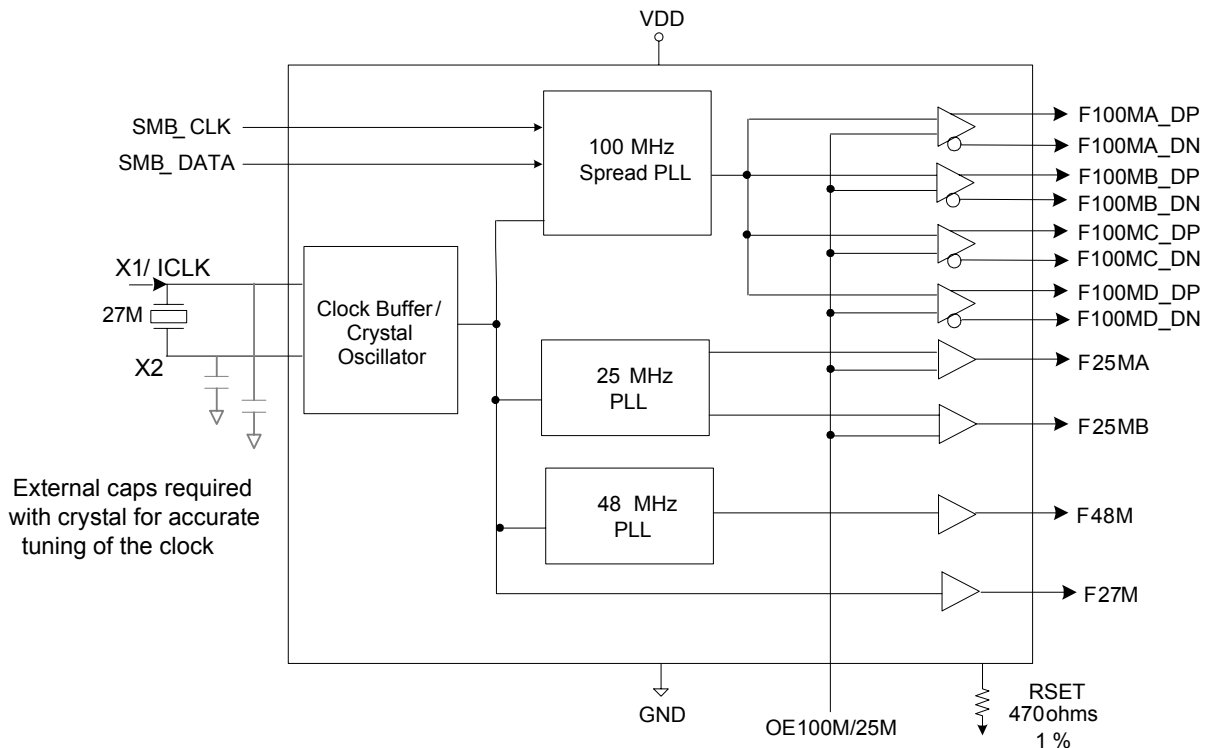 VDD
SMB_CLK
SMB_ DATA
100 MHz
Spread PLL
F100MA_DP
F100MA_DN
F100MB_DP
F100MB_DN
F100MC_DP
F100MC_DN
F100MD_DP
F100MD_DN
X1/ ICLK
27M
X2
Clock Buffer/
Crystal
Oscillator
25 MHz
PLL
F25MA
F25MB
External caps required
with crystal for accurate
tuning of the clock
48 MHz
PLL
F48M
F27M
GND
OE100M/25M
RSET
470ohms
1 %